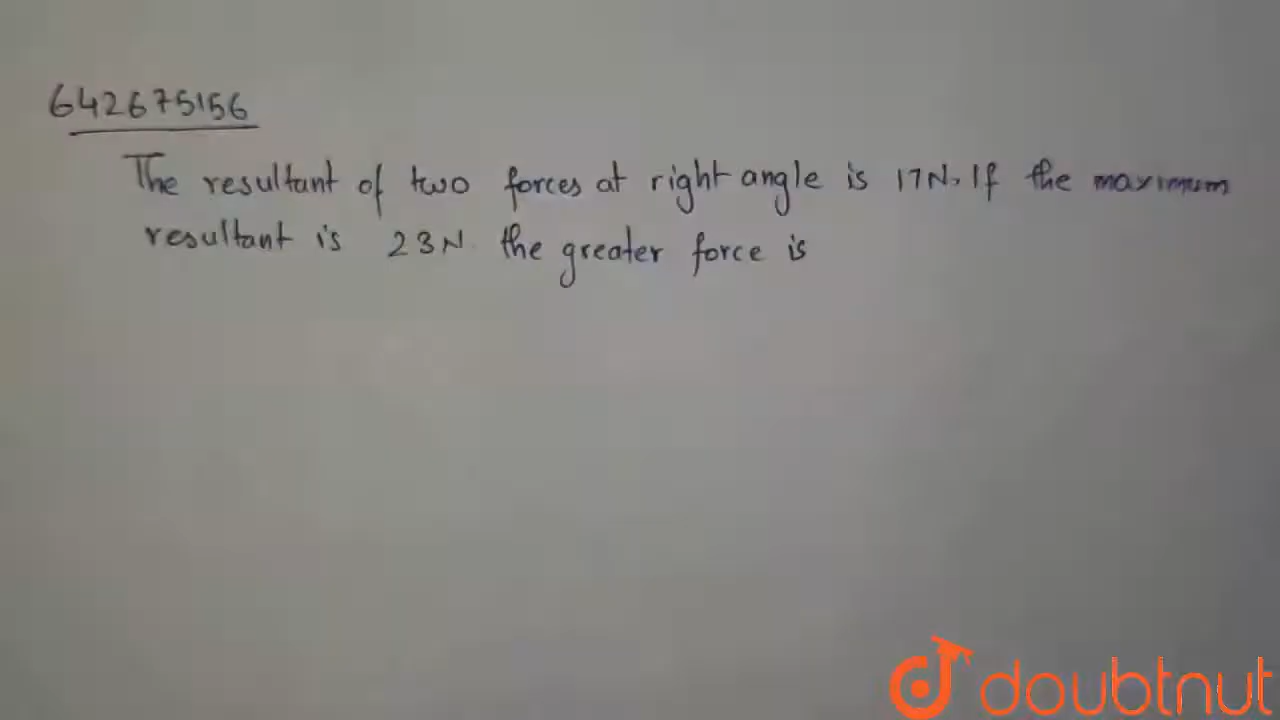 642675156
The resultant of two forces at right angle is 17N. If the maximum
resultant is 23N. the greater force is
doubtnut